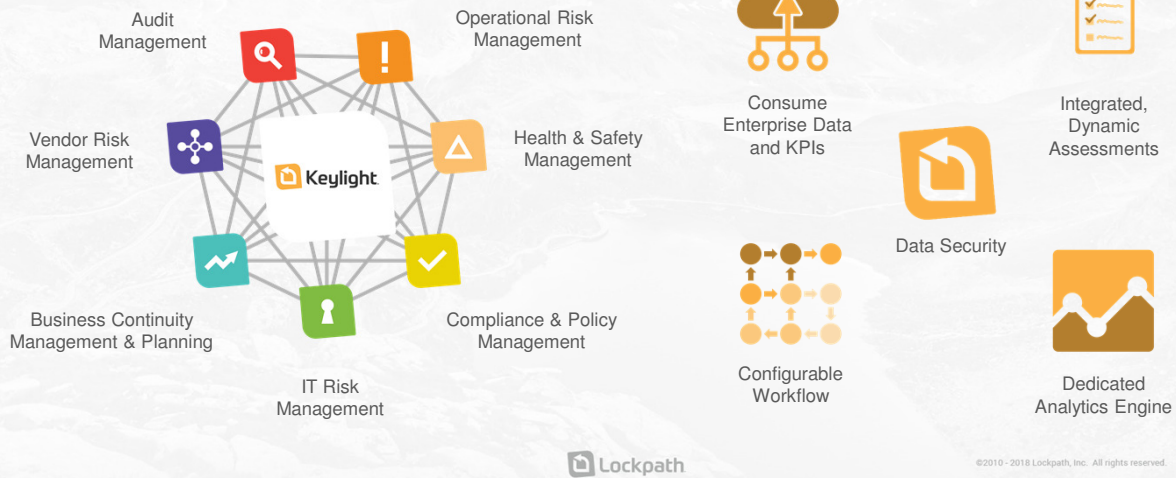 Audit
Management
Operational Risk
Management
Vendor Risk
Management
Keylight
Health & Safety
Management
Business Continuity
Management & Planning
Compliance & Policy
Management
IT Risk
Management
Consume
Enterprise Data
and KPIs
Integrated,
Dynamic
Assessments
Data Security
Configurable
Workflow
Dedicated
Analytics Engine
Lockpath
©2010 - 2018 Lockpath, Inc. All rights reserved.